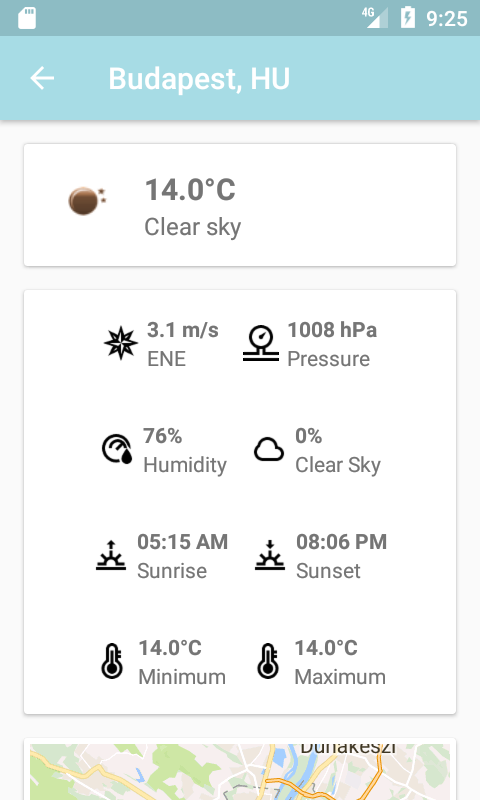 4G 9:25
Budapest, HU
14.0°C
Clear sky
3.1 m/s
ENE
1008 hPa
Pressure
76%
Humidity
0%
Clear Sky
05:15 AM
Sunrise
08:06 PM
Sunset
14.0°C
Minimum
14.0°C
Maximum
Dunakeszi